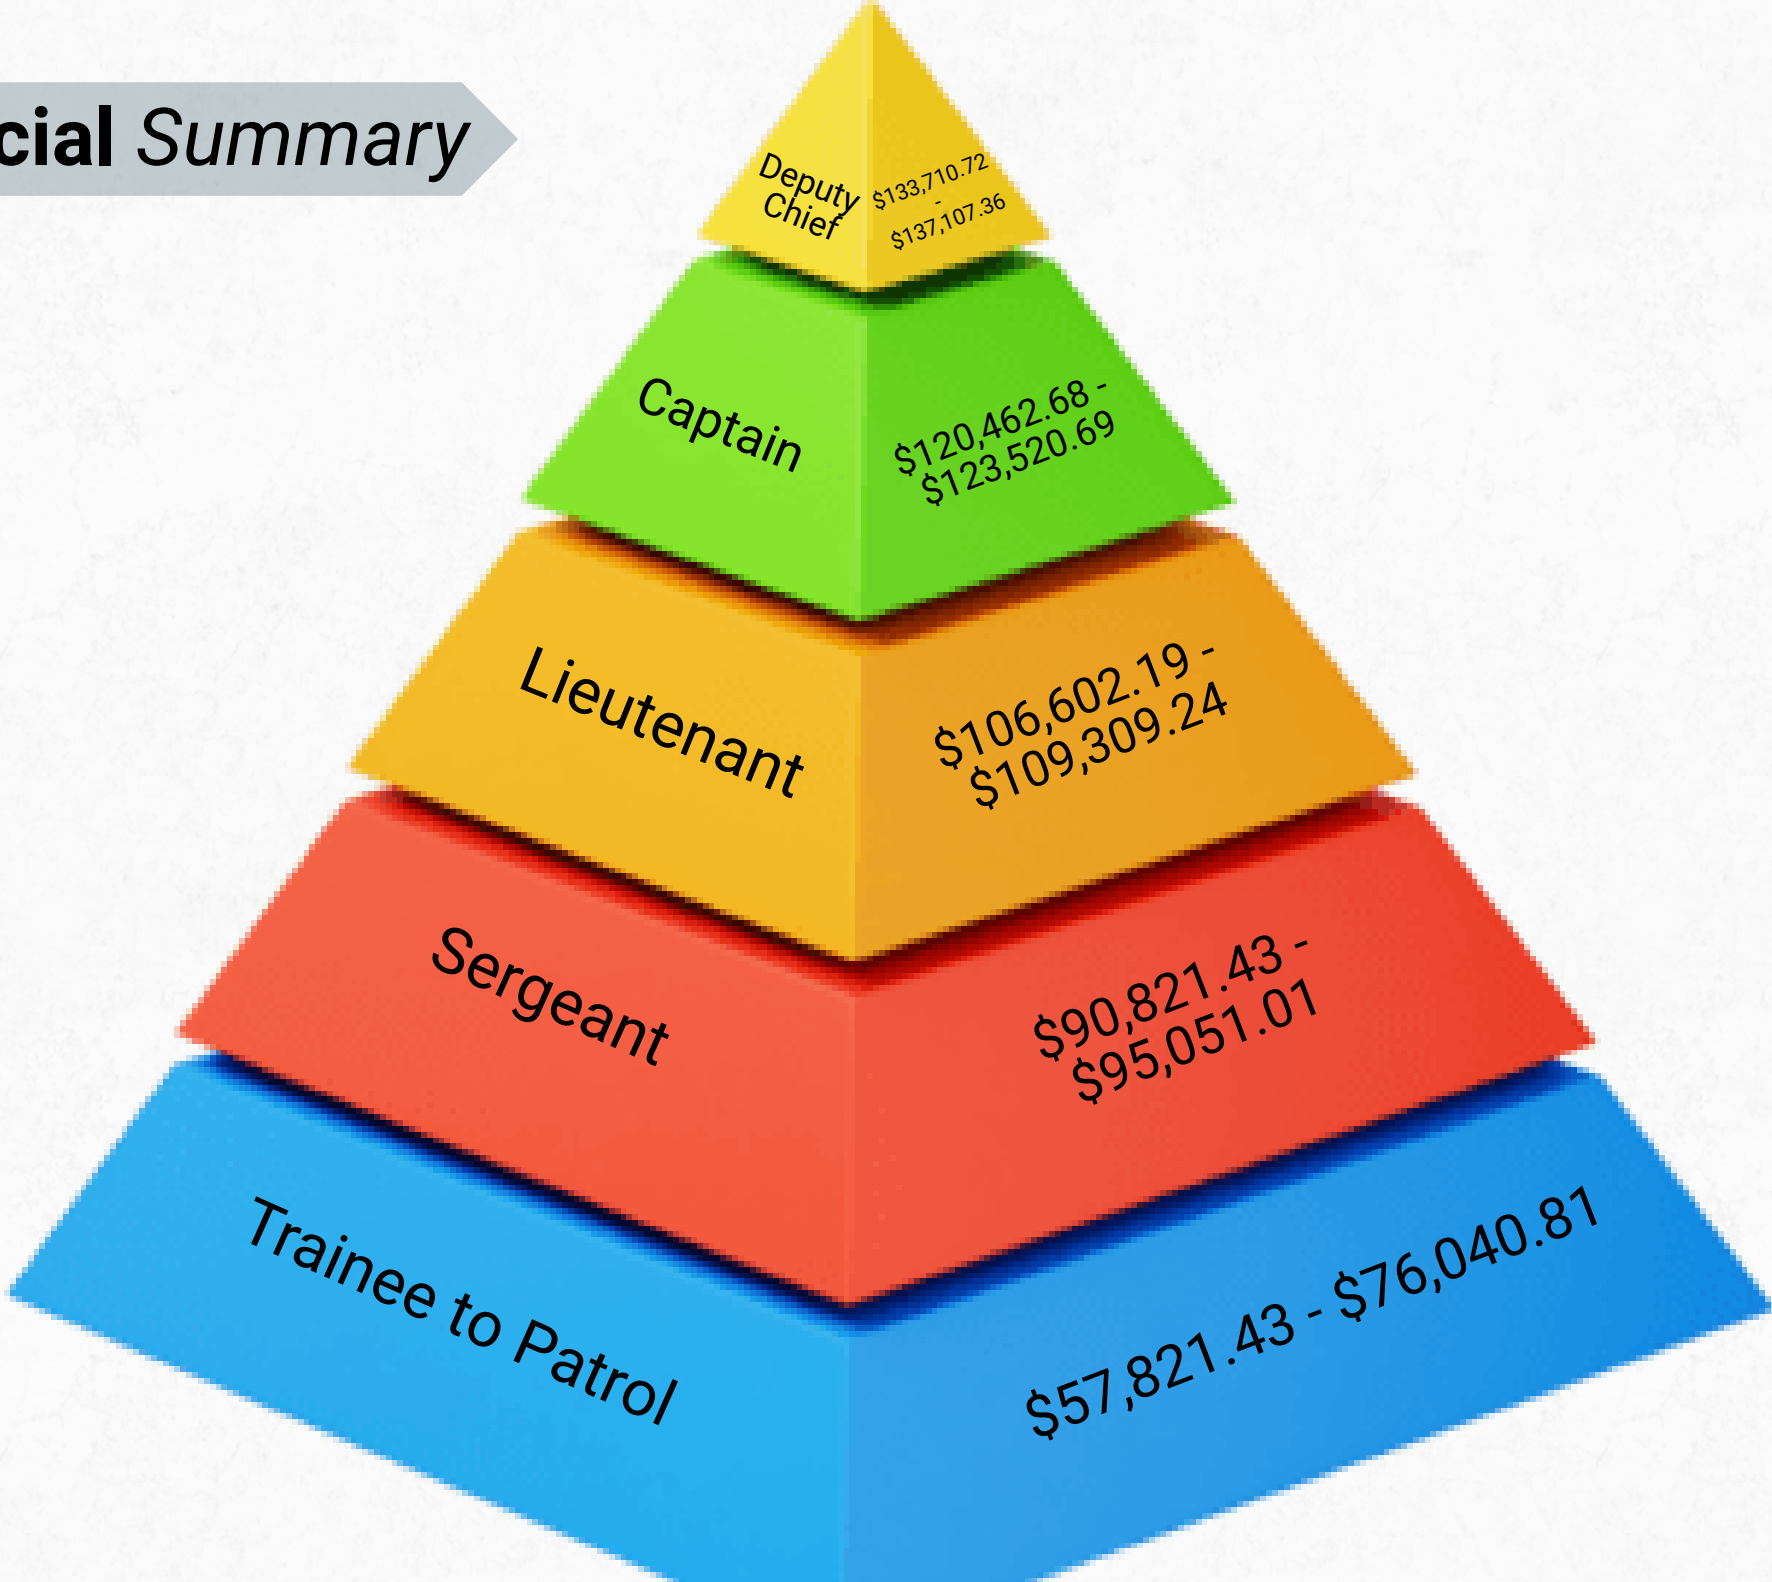 cial Summary
Deputy
Chief
$133,710.72
-
$137,107.36
Captain
$120,462.68 -
$123,520.69
Lieutenant
$106,602.19 -
$109,309.24
Sergeant
$90,821.43 -
$95,051.01
Trainee to Patrol
$57,821.43 - $76,040.81